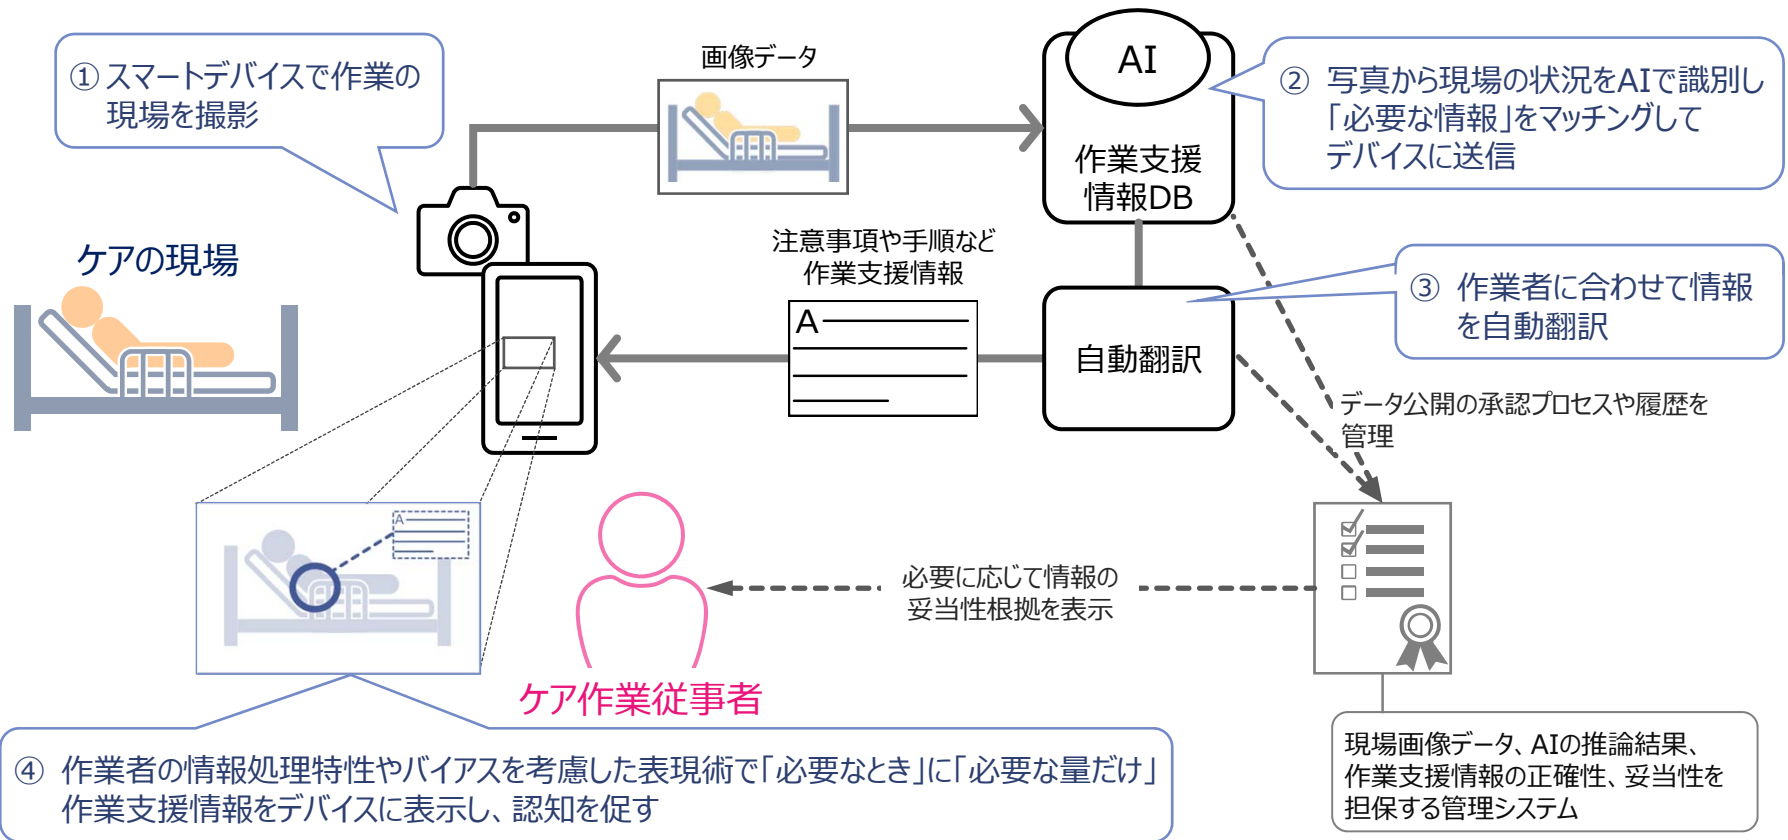 ① スマートデバイスで作業の
現場を撮影
画像データ
AI
作業支援
情報DB
② 写真から現場の状況をAIで識別し
「必要な情報」をマッチングして
デバイスに送信
ケアの現場
注意事項や手順など
作業支援情報
A
自動翻訳
③ 作業者に合わせて情報
を自動翻訳
データ公開の承認プロセスや履歴を
管理
A
必要に応じて情報の
妥当性根拠を表示
ケア作業従事者
④ 作業者の情報処理特性やバイアスを考慮した表現術で「必要なとき」に「必要な量だけ」
作業支援情報をデバイスに表示し、認知を促す
現場画像データ、AIの推論結果、
作業支援情報の正確性、妥当性を
担保する管理システム